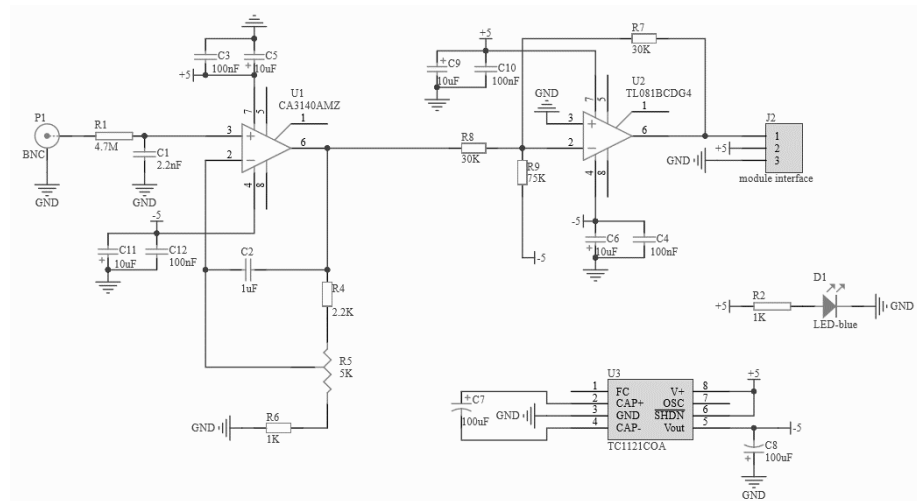 C3
100nF
C5
10uF
+5
U1
CA3140AMZ
7
5
1
3
2
6
4
8
P1
BNC
GND
R1
4.7M
C1
2.2nF
GND
-5
C11
10uF
C12
100nF
C2
1uF
R4
2.2K
R5
5K
GND
R6
1K
+5
C9
10uF
C10
100nF
GND
R7
30K
U2
TL081BCDG4
7
5
1
3
2
6
4
8
R8
30K
R9
75K
-5
-5
C6
10uF
C4
100nF
J2
1
2
3
+5
GND
module interface
D1
+5
R2
1K
LED-blue
GND
U3
1 FC V+ 8
2 CAP+ OSC 7
3 GND SHDN 6
4 CAP- Vout 5
TC1121COA
C7
100uF
GND
+5
-5
C8
100uF
GND